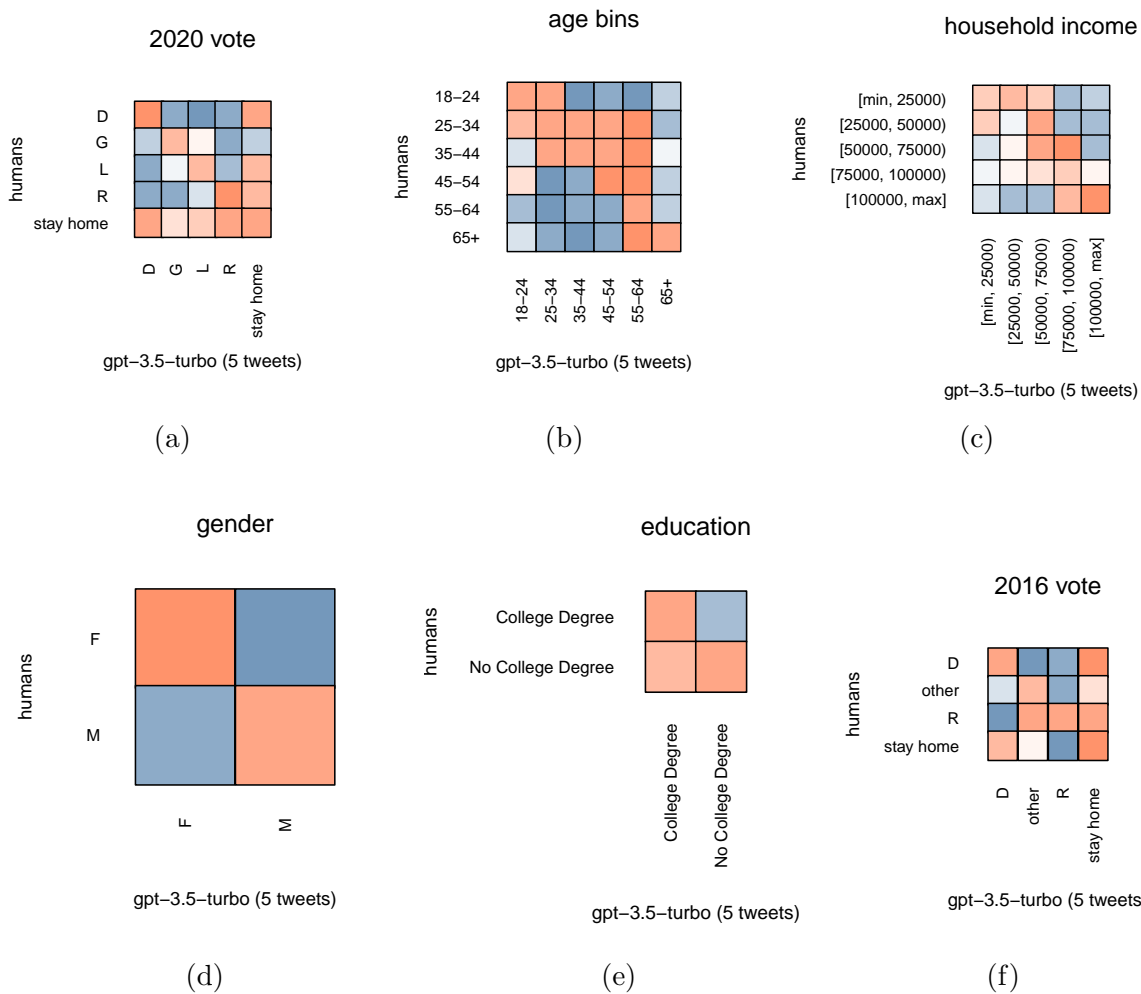 2020 vote
humans
D
G
L
R
stay home
D
G
L
R
stay home
gpt−3.5−turbo (5 tweets)
(a)
age bins
humans
18−24
25−34
35−44
45−54
55−64
65+
18−24
25−34
35−44
45−54
55−64
65+
gpt−3.5−turbo (5 tweets)
(b)
household income
humans
[min, 25000)
[25000, 50000)
[50000, 75000)
[75000, 100000)
[100000, max]
[min, 25000)
[25000, 50000)
[50000, 75000)
[75000, 100000)
[100000, max]
gpt−3.5−turbo (5 tweets)
(c)
gender
humans
F
M
F
M
gpt−3.5−turbo (5 tweets)
(d)
education
humans
College Degree
No College Degree
College Degree
No College Degree
gpt−3.5−turbo (5 tweets)
(e)
2016 vote
humans
D
other
R
stay home
D
other
R
stay home
gpt−3.5−turbo (5 tweets
(f)